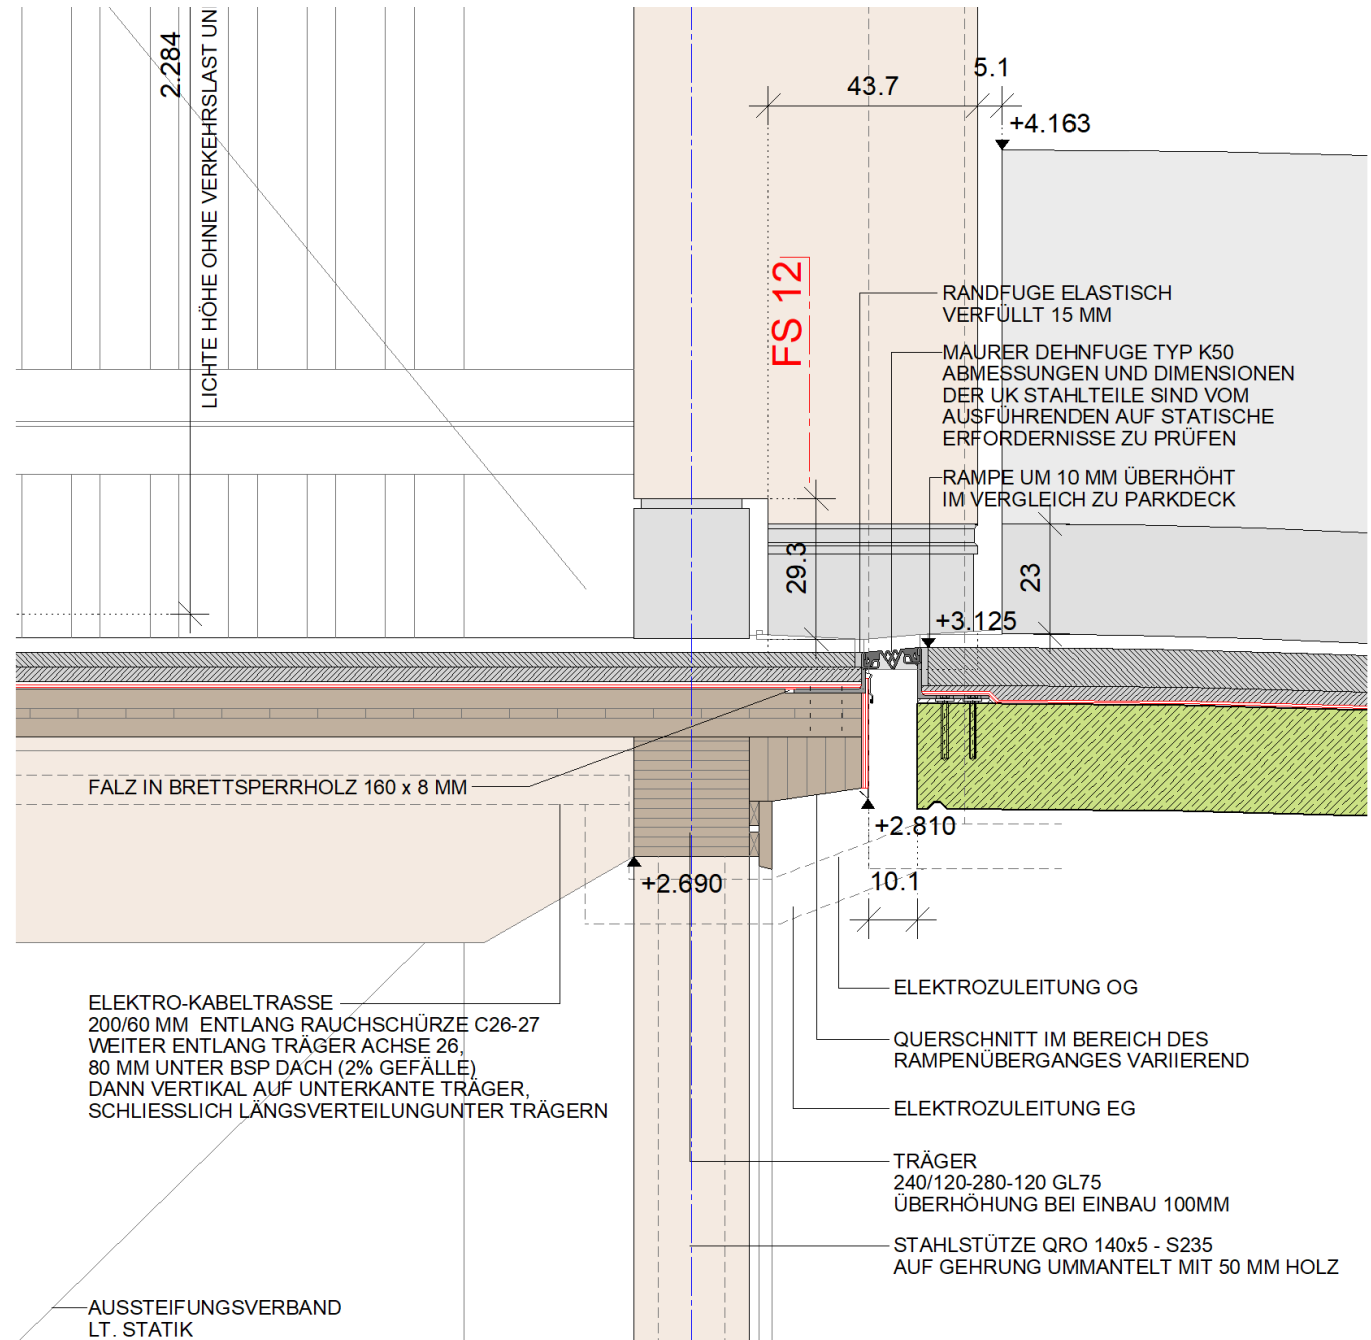 2.284
LICHTE HÖHE OHNE VERKEHRSLAST UN
43.7
5.1
+4.163
FS 12
RANDFUGE ELASTISCH
VERFÜLLT 15 MM
MAURER DEHNFUGE TYP K50
ABMESSUNGEN UND DIMENSIONEN
DER UK STAHLTEILE SIND VOM
AUSFÜHRENDEN AUF STATISCHE
ERFORDERNISSE ZU PRÜFEN
RAMPE UM 10 MM ÜBERHÖHT
IM VERGLEICH ZU PARKDECK
29.3
23
+3.125
FALZ IN BRETTSPERRHOLZ 160 x 8 MM
+2.810
+2.690
10.1
ELEKTRO-KABELTRASSE
200/60 MM ENTLANG RAUCHSCHÜRZE C26-27
WEITER ENTLANG TRÄGER ACHSE 26,
80 MM UNTER BSP DACH (2% GEFÄLLE)
DANN VERTIKAL AUF UNTERKANTE TRÄGER,
SCHLIESSLICH LÄNGSVERTEILUNGUNTER TRÄGERN
ELEKTROZULEITUNG OG
QUERSCHNITT IM BEREICH DES
RAMPENÜBERGANGES VARIIEREND
ELEKTROZULEITUNG EG
TRÄGER
240/120-280-120 GL75
ÜBERHÖHUNG BEI EINBAU 100MM
STAHLSTÜTZE QRO 140x5 - S235
AUF GEHRUNG UMMANTELT MIT 50 MM HOLZ
AUSSTEIFUNGSVERBAND
LT. STATIK